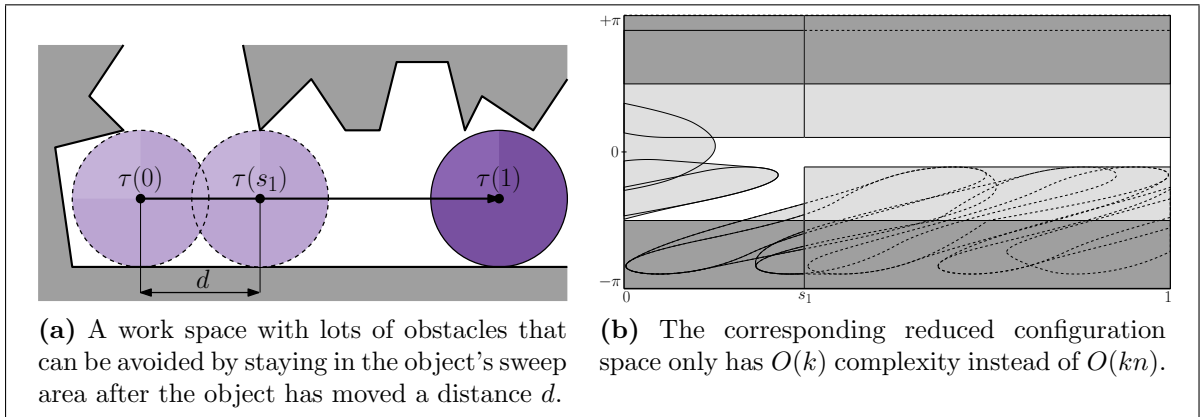 τ(0)
τ(s₁)
τ(1)
d
+π
0
−π
0
s₁
1
(a) A work space with lots of obstacles that
can be avoided by staying in the object's sweep
area after the object has moved a distance d.
(b) The corresponding reduced configuration
space only has O(k) complexity instead of O(kn).